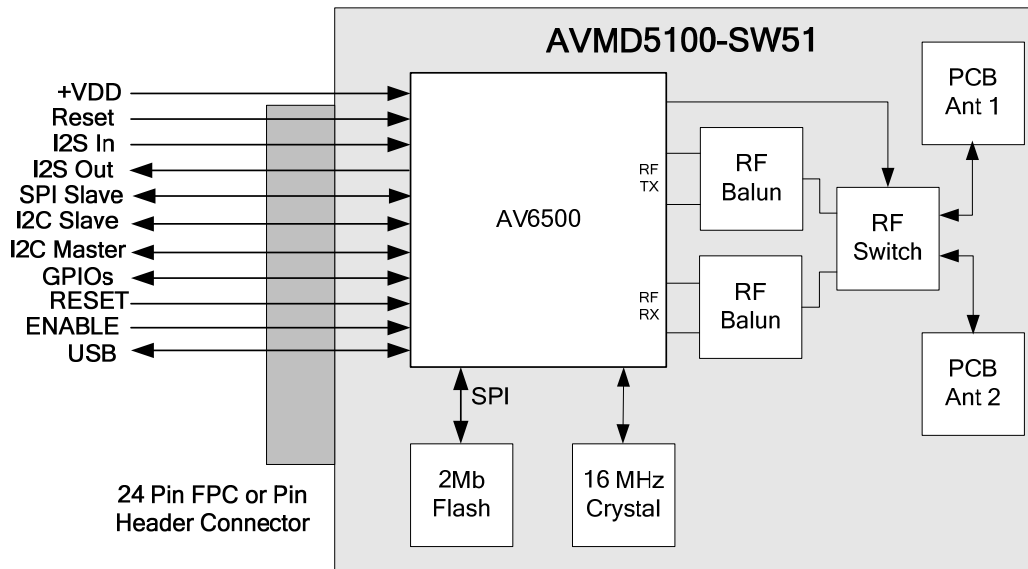 AVMD5100-SW51
+VDD
Reset
I2S In
I2S Out
SPI Slave
I2C Slave
I2C Master
GPIOs
RESET
ENABLE
USB
24 Pin FPC or Pin
Header Connector
AV6500
RF
TX
RF
RX
RF
Balun
RF
Balun
RF
Switch
PCB
Ant 1
PCB
Ant 2
SPI
2Mb
Flash
16 MHz
Crystal